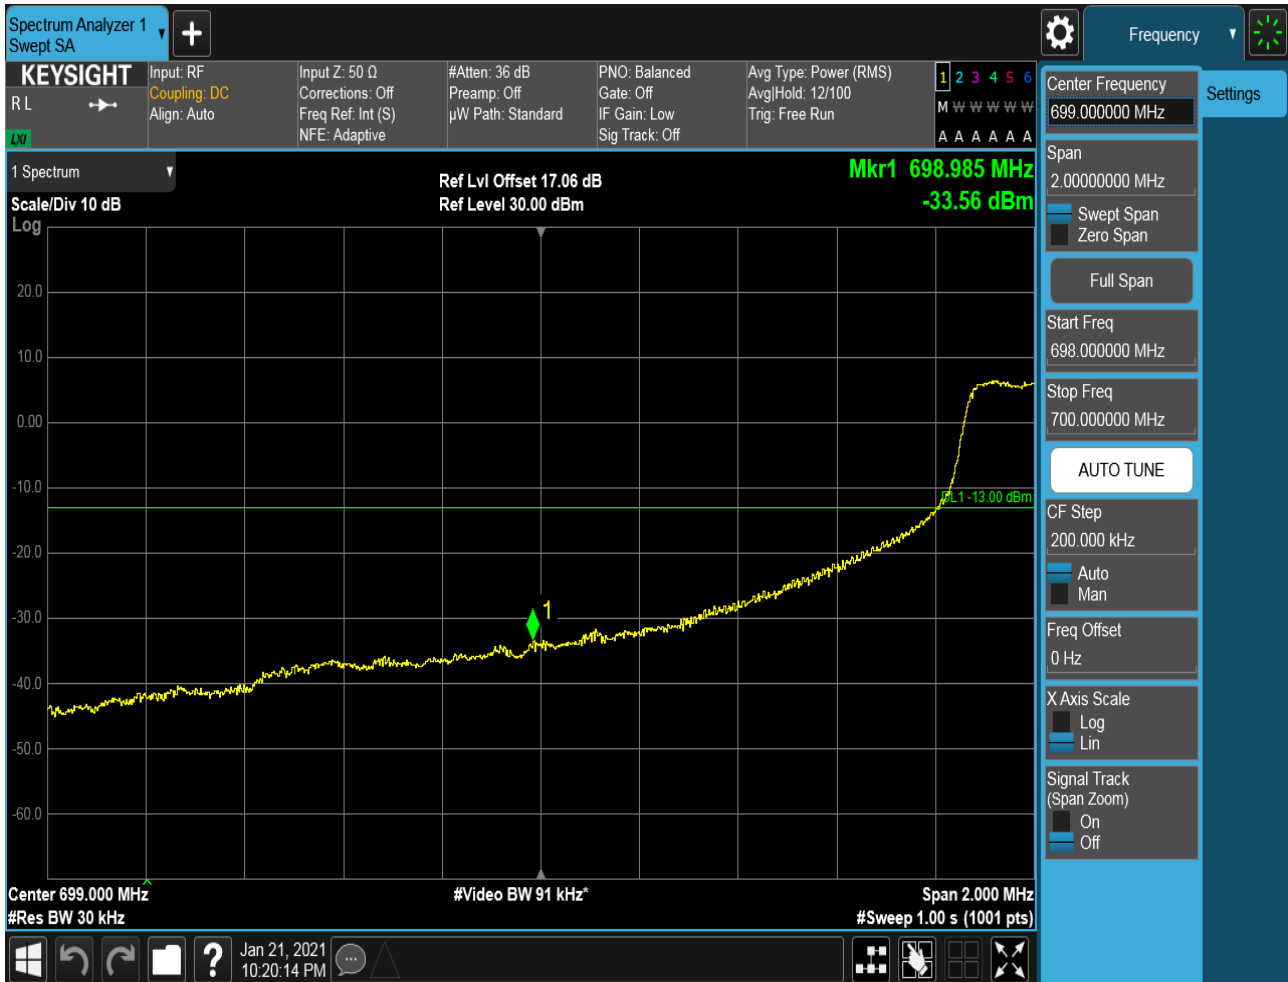 Spectrum Analyzer 1
Swept SA
Frequency
KEYSIGHT
R L
LXI
Input: RF
Coupling: DC
Align: Auto
Input Z: 50 Ω
Corrections: Off
Freq Ref: Int (S)
NFE: Adaptive
#Atten: 36 dB
Preamp: Off
µW Path: Standard
PNO: Balanced
Gate: Off
IF Gain: Low
Sig Track: Off
Avg Type: Power (RMS)
Avg|Hold: 12/100
Trig: Free Run
1 2 3 4 5 6
M W W W W W
A A A A A A
1 Spectrum
Scale/Div 10 dB
Log
Ref Lvl Offset 17.06 dB
Ref Level 30.00 dBm
Mkr1 698.985 MHz
-33.56 dBm
20.0
10.0
0.00
-10.0
-20.0
-30.0
-40.0
-50.0
-60.0
DL1 -13.00 dBm
1
Center 699.000 MHz
#Res BW 30 kHz
#Video BW 91 kHz*
Span 2.000 MHz
#Sweep 1.00 s (1001 pts)
Jan 21, 2021
10:20:14 PM
?
Center Frequency
699.000000 MHz
Settings
Span
2.00000000 MHz
Swept Span
Zero Span
Full Span
Start Freq
698.000000 MHz
Stop Freq
700.000000 MHz
AUTO TUNE
CF Step
200.000 kHz
Auto
Man
Freq Offset
0 Hz
X Axis Scale
Log
Lin
Signal Track
(Span Zoom)
On
Off